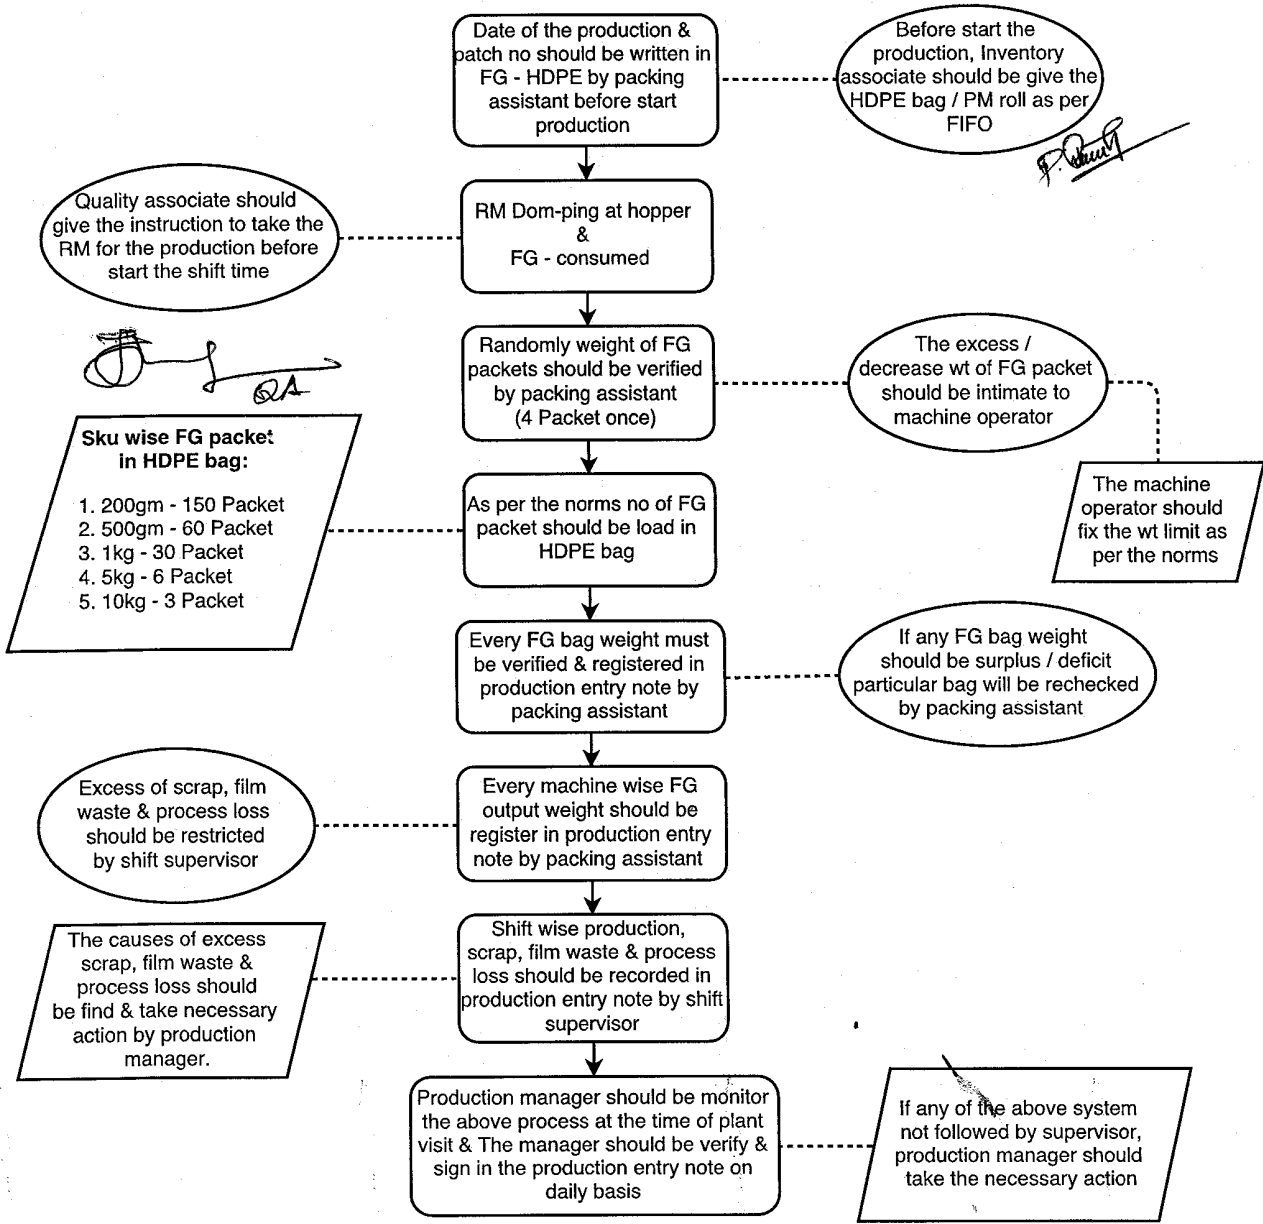 Date of the production &
patch no should be written in
FG - HDPE by packing
assistant before start
production
Before start the
production, Inventory
associate should be give the
HDPE bag / PM roll as per
FIFO
Quality associate should
give the instruction to take the
RM for the production before
start the shift time
RM Dom-ping at hopper
&
FG - consumed
QA
Randomly weight of FG
packets should be verified
by packing assistant
(4 Packet once)
The excess /
decrease wt of FG packet
should be intimate to
machine operator
The machine
operator should
fix the wt limit as
per the norms
Sku wise FG packet
in HDPE bag:
1. 200gm - 150 Packet
2. 500gm - 60 Packet
3. 1kg - 30 Packet
4. 5kg - 6 Packet
5. 10kg - 3 Packet
As per the norms no of FG
packet should be load in
HDPE bag
Every FG bag weight must
be verified & registered in
production entry note by
packing assistant
If any FG bag weight
should be surplus / deficit
particular bag will be rechecked
by packing assistant
Excess of scrap, film
waste & process loss
should be restricted
by shift supervisor
Every machine wise FG
output weight should be
register in production entry
note by packing assistant
The causes of excess
scrap, film waste &
process loss should
be find & take necessary
action by production
manager.
Shift wise production,
scrap, film waste & process
loss should be recorded in
production entry note by shift
supervisor
Production manager should be monitor
the above process at the time of plant
visit & The manager should be verify &
sign in the production entry note on
daily basis
If any of the above system
not followed by supervisor,
production manager should
take the necessary action